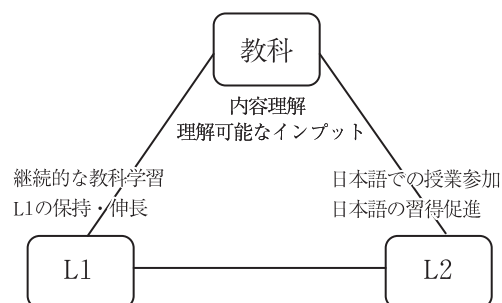 教科
内容理解
理解可能なインプット
継続的な教科学習
L1の保持・伸長
日本語での授業参加
日本語の習得促進
L1
L2